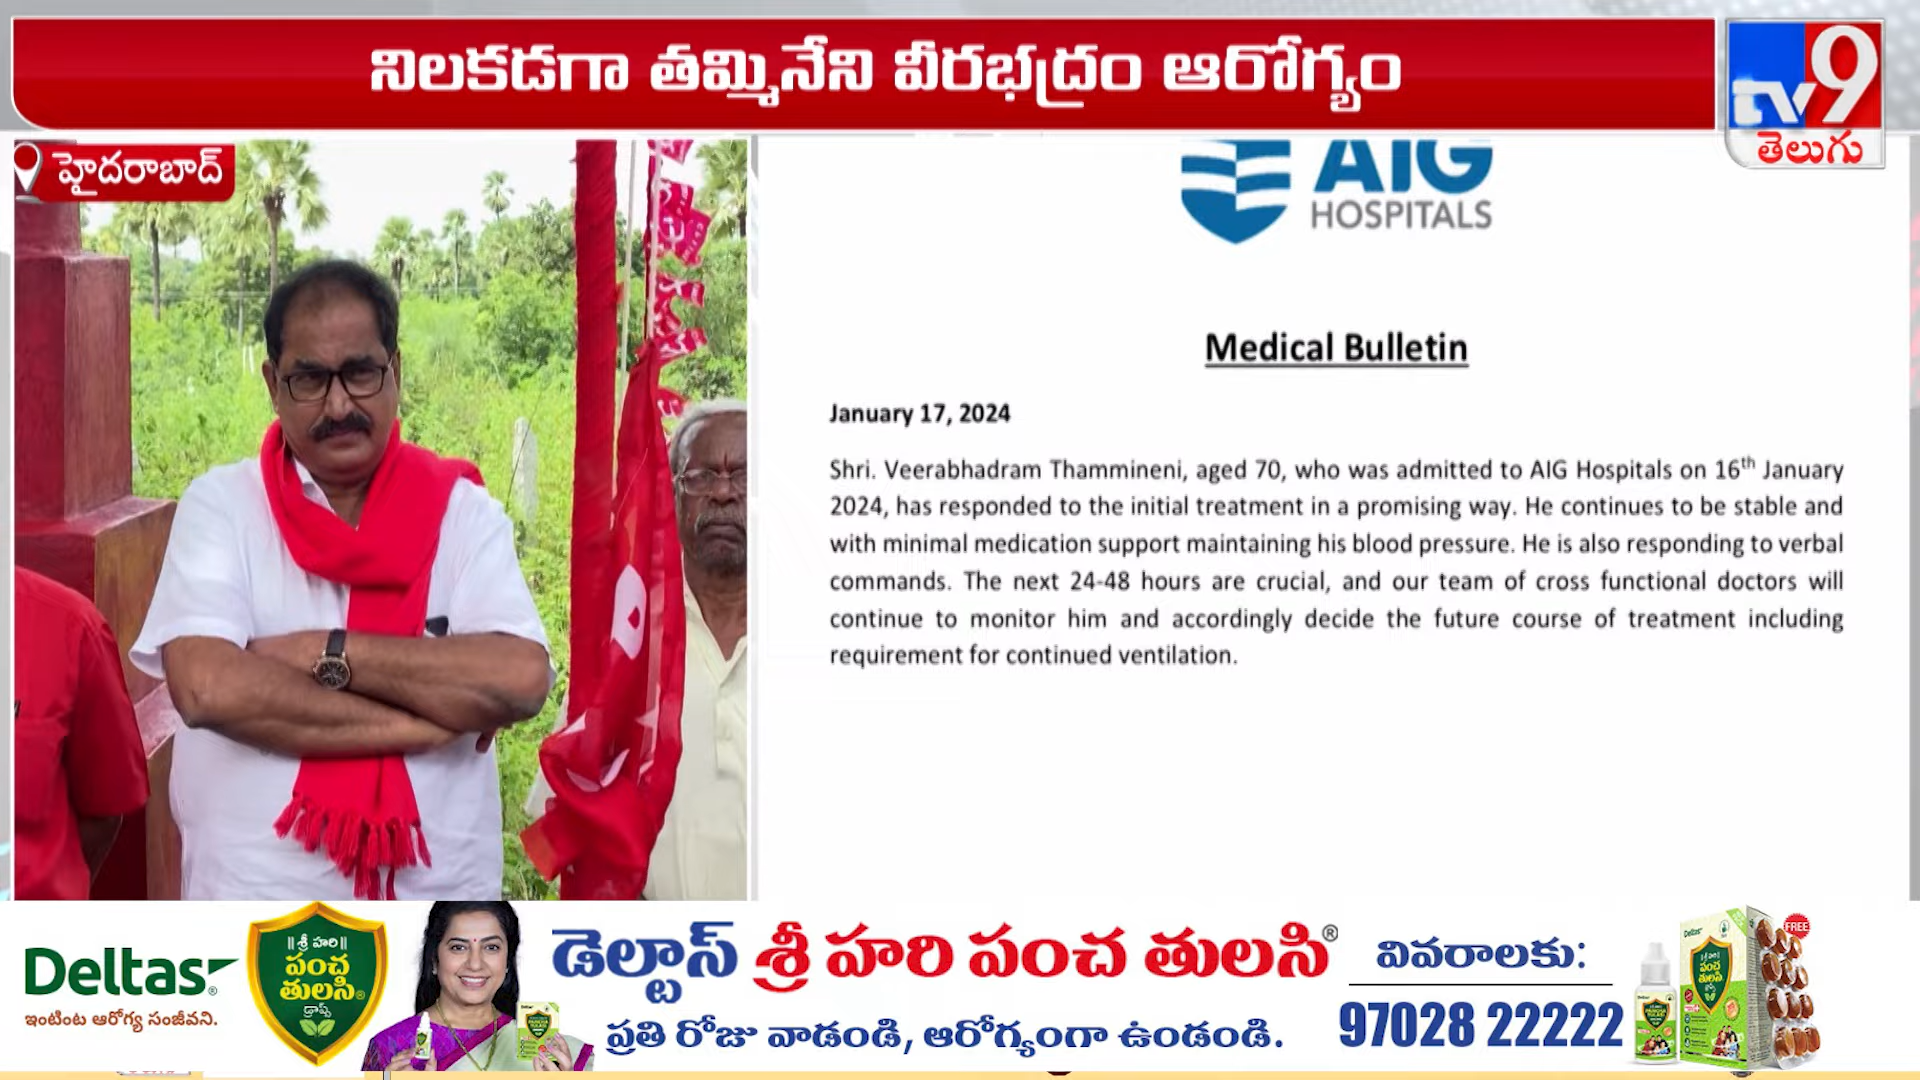 నిలకడగా తమ్మినేని వీరభద్రం ఆరోగ్యం
TV9
తెలుగు
హైదరాబాద్
AIG
HOSPITALS
Medical Bulletin
January 17, 2024
Shri. Veerabhadram Thammineni, aged 70, who was admitted to AIG Hospitals on 16th January
2024, has responded to the initial treatment in a promising way. He continues to be stable and
with minimal medication support maintaining his blood pressure. He is also responding to verbal
commands. The next 24-48 hours are crucial, and our team of cross functional doctors will
continue to monitor him and accordingly decide the future course of treatment including
requirement for continued ventilation.
Deltas®
ఇంటింట ఆరోగ్య సంజీవని.
|| శ్రీ హరి ||
పంచ
తులసి®
డ్రాప్స్
డెల్టాస్ శ్రీ హరి పంచ తులసి®
ప్రతి రోజు వాడండి, ఆరోగ్యంగా ఉండండి.
వివరాలకు:
97028 22222
Deltas
పంచ
తులసి
FREE